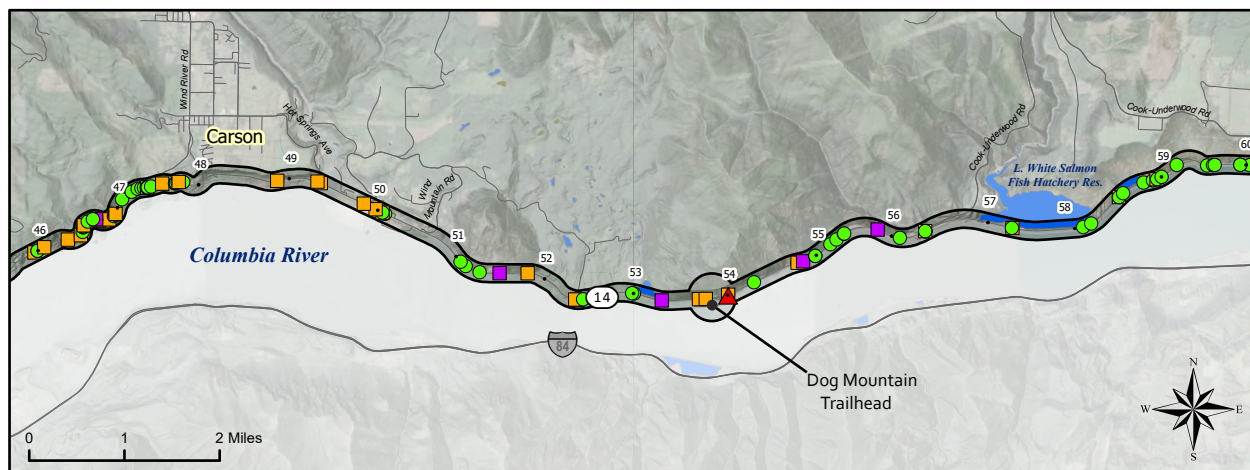 Wind River Rd
Carson
Hot Springs Ave
Wind
Mountain Rd
Cook-Underwood Rd
Cook-Underwood Rd
L. White Salmon
Fish Hatchery Res.
46
47
48
49
50
51
52
53
54
55
56
57
58
59
60
Columbia River
14
84
Dog Mountain
Trailhead
0 1 2 Miles
N
W E
S